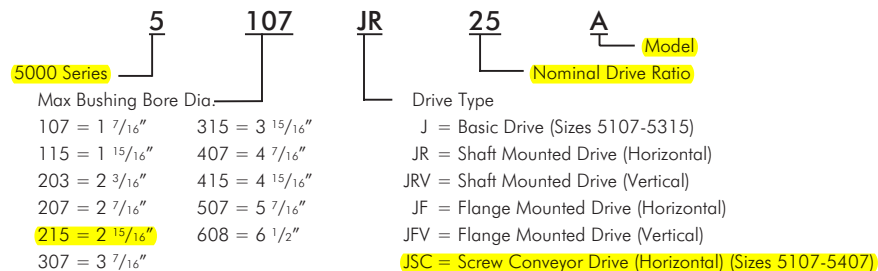 5 107 JR 25 A
Model
5000 Series Nominal Drive Ratio
Max Bushing Bore Dia. Drive Type
107 = 1 7/16" 315 = 3 15/16" J = Basic Drive (Sizes 5107-5315)
115 = 1 15/16" 407 = 4 7/16" JR = Shaft Mounted Drive (Horizontal)
203 = 2 3/16" 415 = 4 15/16" JRV = Shaft Mounted Drive (Vertical)
207 = 2 7/16" 507 = 5 7/16" JF = Flange Mounted Drive (Horizontal)
215 = 2 15/16" 608 = 6 1/2" JFV = Flange Mounted Drive (Vertical)
307 = 3 7/16" JSC = Screw Conveyor Drive (Horizontal) (Sizes 5107-5407)